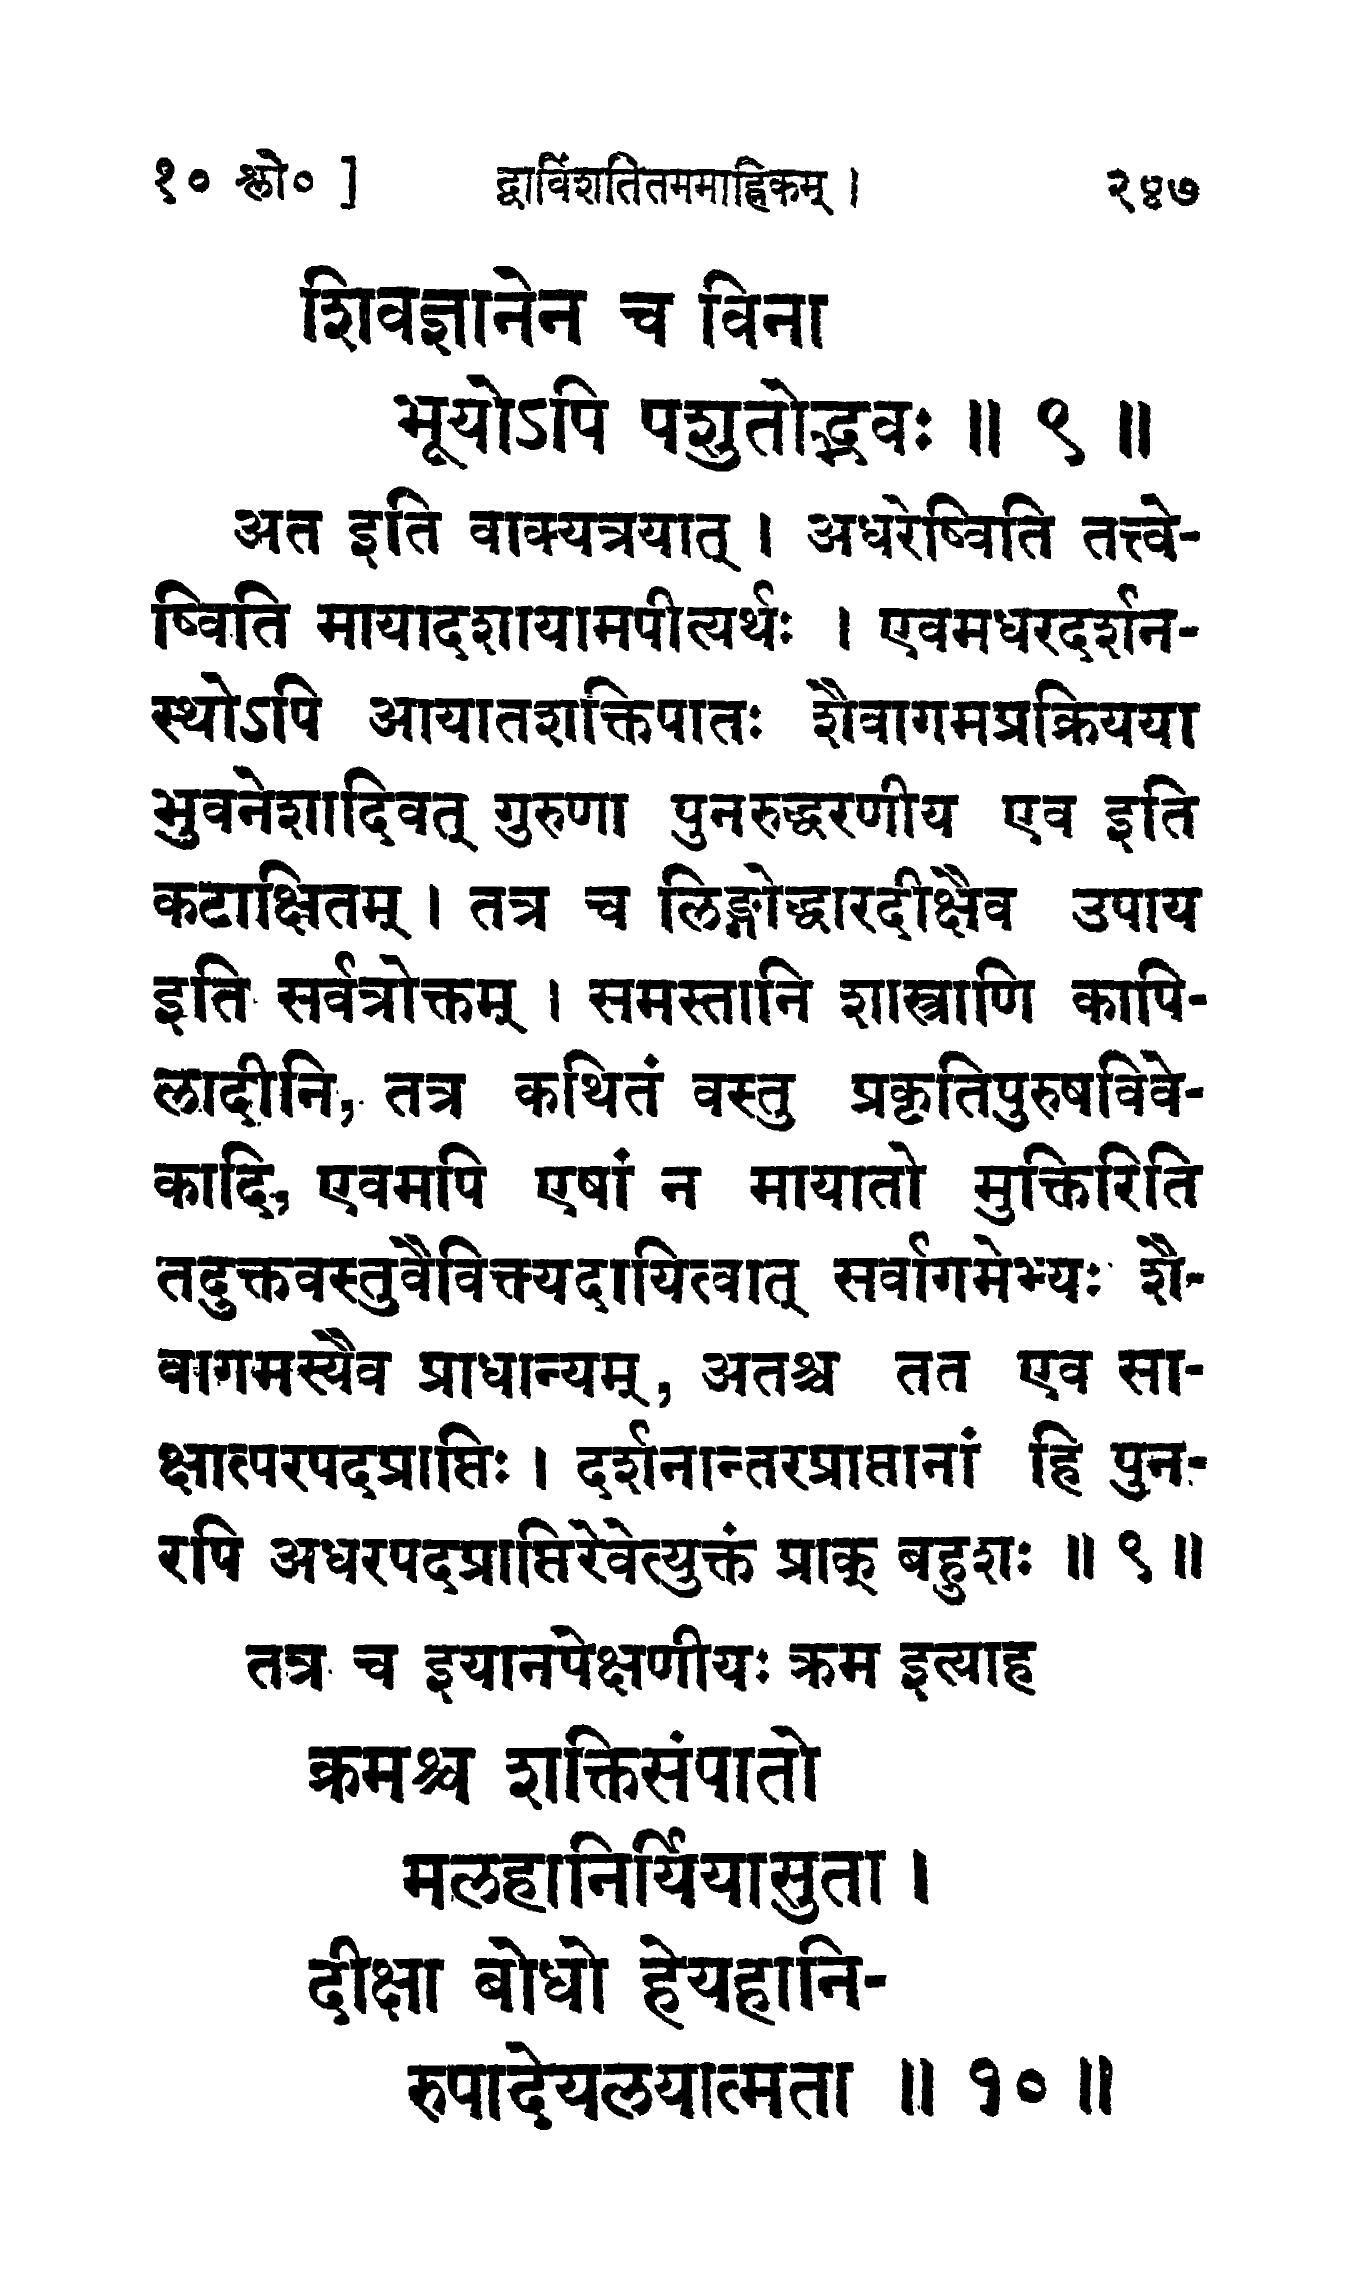 १० श्लो० ] द्वाविंशतितममाह्निकम् । २४७
शिवज्ञानेन च विना
भूयोऽपि पशुतोद्भवः ॥ ९ ॥
अत इति वाक्यत्रयात् । अधरेष्विति तत्त्वे-
ष्विति मायादशायामपीत्यर्थः । एवमधरदर्शन-
स्थोऽपि आयातशक्तिपातः शैवागमप्रक्रियया
भुवनेशादिवत् गुरुणा पुनरुद्धरणीय एव इति
कटाक्षितम् । तत्र च लिङ्गोद्धारदीक्षैव उपाय
इति सर्वत्रोक्तम् । समस्तानि शास्त्राणि कापि-
लादीनि, तत्र कथितं वस्तु प्रकृतिपुरुषविवे-
कादि, एवमपि एषां न मायातो मुक्तिरिति
तदुक्तवस्तुवैवित्त्यदायित्वात् सर्वागमेभ्यः शै-
वागमस्यैव प्राधान्यम्, अतश्च तत एव सा-
क्षात्परपदप्राप्तिः । दर्शनान्तरप्राप्तानां हि पुन-
रपि अधरपदप्राप्तिरेवेत्युक्तं प्राक् बहुशः ॥ ९ ॥
तत्र च इयानपेक्षणीयः क्रम इत्याह
क्रमश्च शक्तिसंपातो
मलहानिर्यियासुता ।
दीक्षा बोधो हेयहानि-
रुपादेयलयात्मता ॥ १० ॥